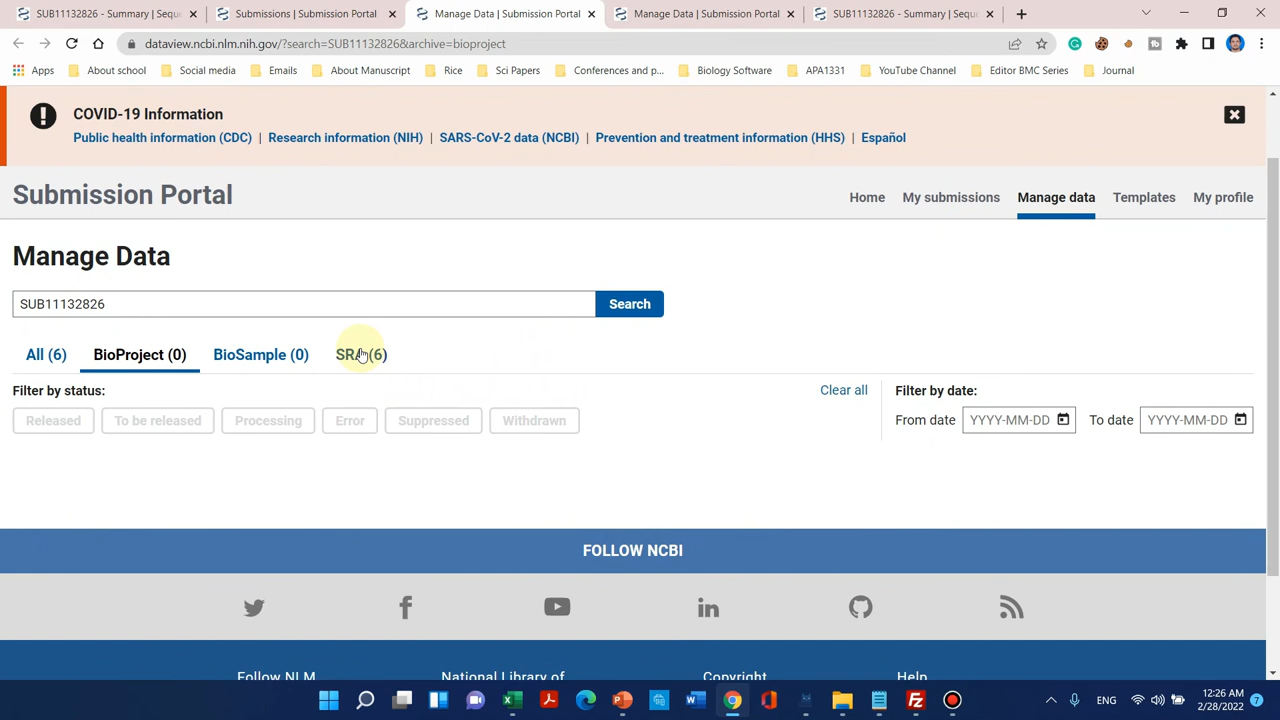 SUB11132826 - Summary | Sequ
Submissions | Submission Portal
Manage Data | Submission Portal
Manage Data | Submission Portal
SUB11132826 - Summary | Sequ
dataview.ncbi.nlm.nih.gov/?search=SUB11132826&archive=bioproject
Apps
About school
Social media
Emails
About Manuscript
Rice
Sci Papers
Conferences and p...
Biology Software
APA1331
YouTube Channel
Editor BMC Series
Journal
COVID-19 Information
Public health information (CDC) | Research information (NIH) | SARS-CoV-2 data (NCBI) | Prevention and treatment information (HHS) | Español
Submission Portal
Home
My submissions
Manage data
Templates
My profile
Manage Data
SUB11132826
Search
All (6)
BioProject (0)
BioSample (0)
SRA (6)
Filter by status:
Clear all
Filter by date:
Released
To be released
Processing
Error
Suppressed
Withdrawn
From date
YYYY-MM-DD
To date
YYYY-MM-DD
FOLLOW NCBI
Follow NLM
National Library of
Copyright
Help
ENG
12:26 AM
2/28/2022
7